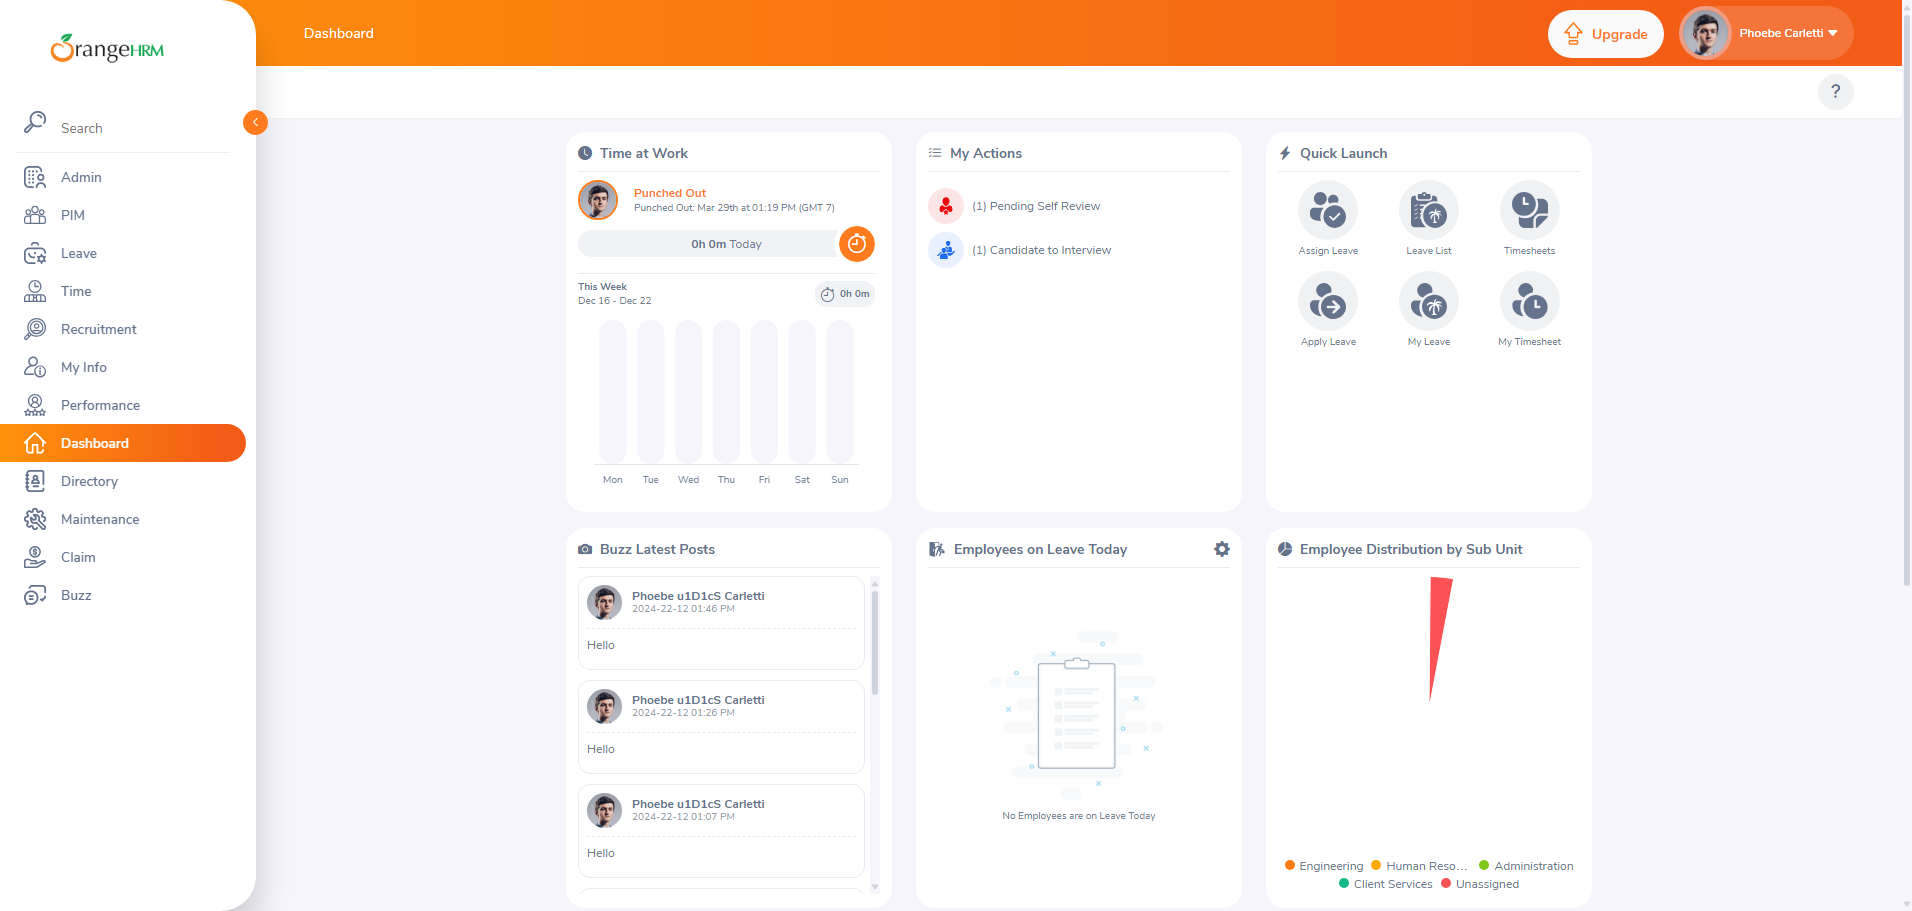 OrangeHRM
Search
Admin
PIM
Leave
Time
Recruitment
My Info
Performance
Dashboard
Directory
Maintenance
Claim
Buzz
Dashboard
Upgrade
Phoebe Carletti
?
Time at Work
Punched Out
Punched Out: Mar 29th at 01:19 PM (GMT 7)
0h 0m Today
This Week
Dec 16 - Dec 22
0h 0m
Mon Tue Wed Thu Fri Sat Sun
My Actions
(1) Pending Self Review
(1) Candidate to Interview
Quick Launch
Assign Leave Leave List Timesheets
Apply Leave My Leave My Timesheet
Buzz Latest Posts
Phoebe u1D1cS Carletti
2024-22-12 01:46 PM
Hello
Phoebe u1D1cS Carletti
2024-22-12 01:26 PM
Hello
Phoebe u1D1cS Carletti
2024-22-12 01:07 PM
Hello
Employees on Leave Today
No Employees are on Leave Today
Employee Distribution by Sub Unit
Engineering Human Reso... Administration
Client Services Unassigned